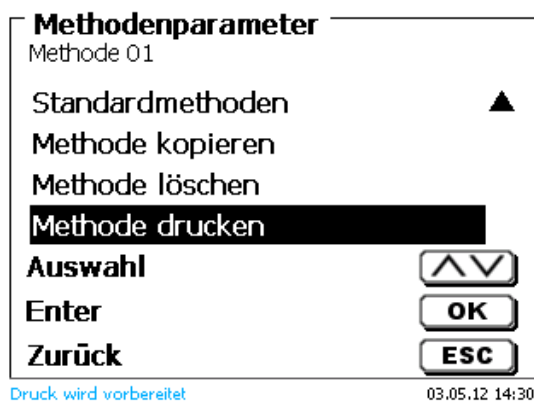 Methodenparameter
Methode 01
Standardmethoden
Methode kopieren
Methode löschen
Methode drucken
Auswahl
Enter OK
Zurück ESC
Druck wird vorbereitet 03.05.12 14:30